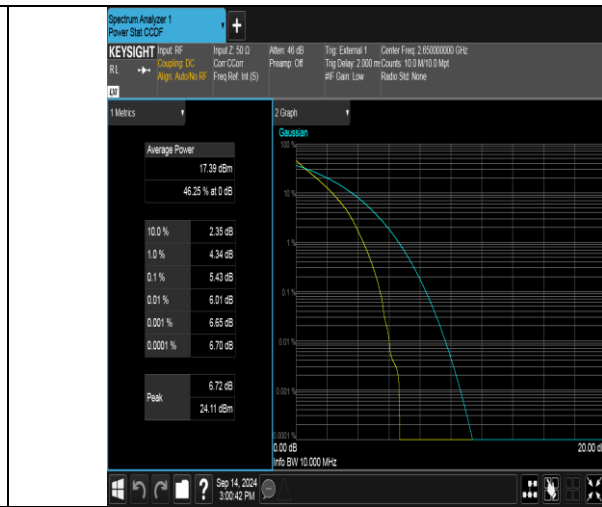 Spectrum Analyzer 1
Power Stat CCDF
+
KEYSIGHT
RL
Input: RF
Coupling: DC
Align: Auto/No RF
Input Z: 50 Ω
Corr CCorr
Freq Ref: Int (S)
Atten: 46 dB
Preamp: Off
Trig: External 1
Trig Delay: 2.000 ms
#IF Gain: Low
Center Freq: 2.650000000 GHz
Counts: 10.0 M/10.0 Mpt
Radio Std: None
1 Metrics
Average Power
17.39 dBm
46.25 % at 0 dB
10.0 % 2.35 dB
1.0 % 4.34 dB
0.1 % 5.43 dB
0.01 % 6.01 dB
0.001 % 6.65 dB
0.0001 % 6.70 dB
Peak
6.72 dB
24.11 dBm
2 Graph
Gaussian
100 %
10 %
1 %
0.1 %
0.01 %
0.001 %
0.0001 %
0.00 dB
20.00 d
Info BW 10.000 MHz
?
Sep 14, 2024
3:00:42 PM